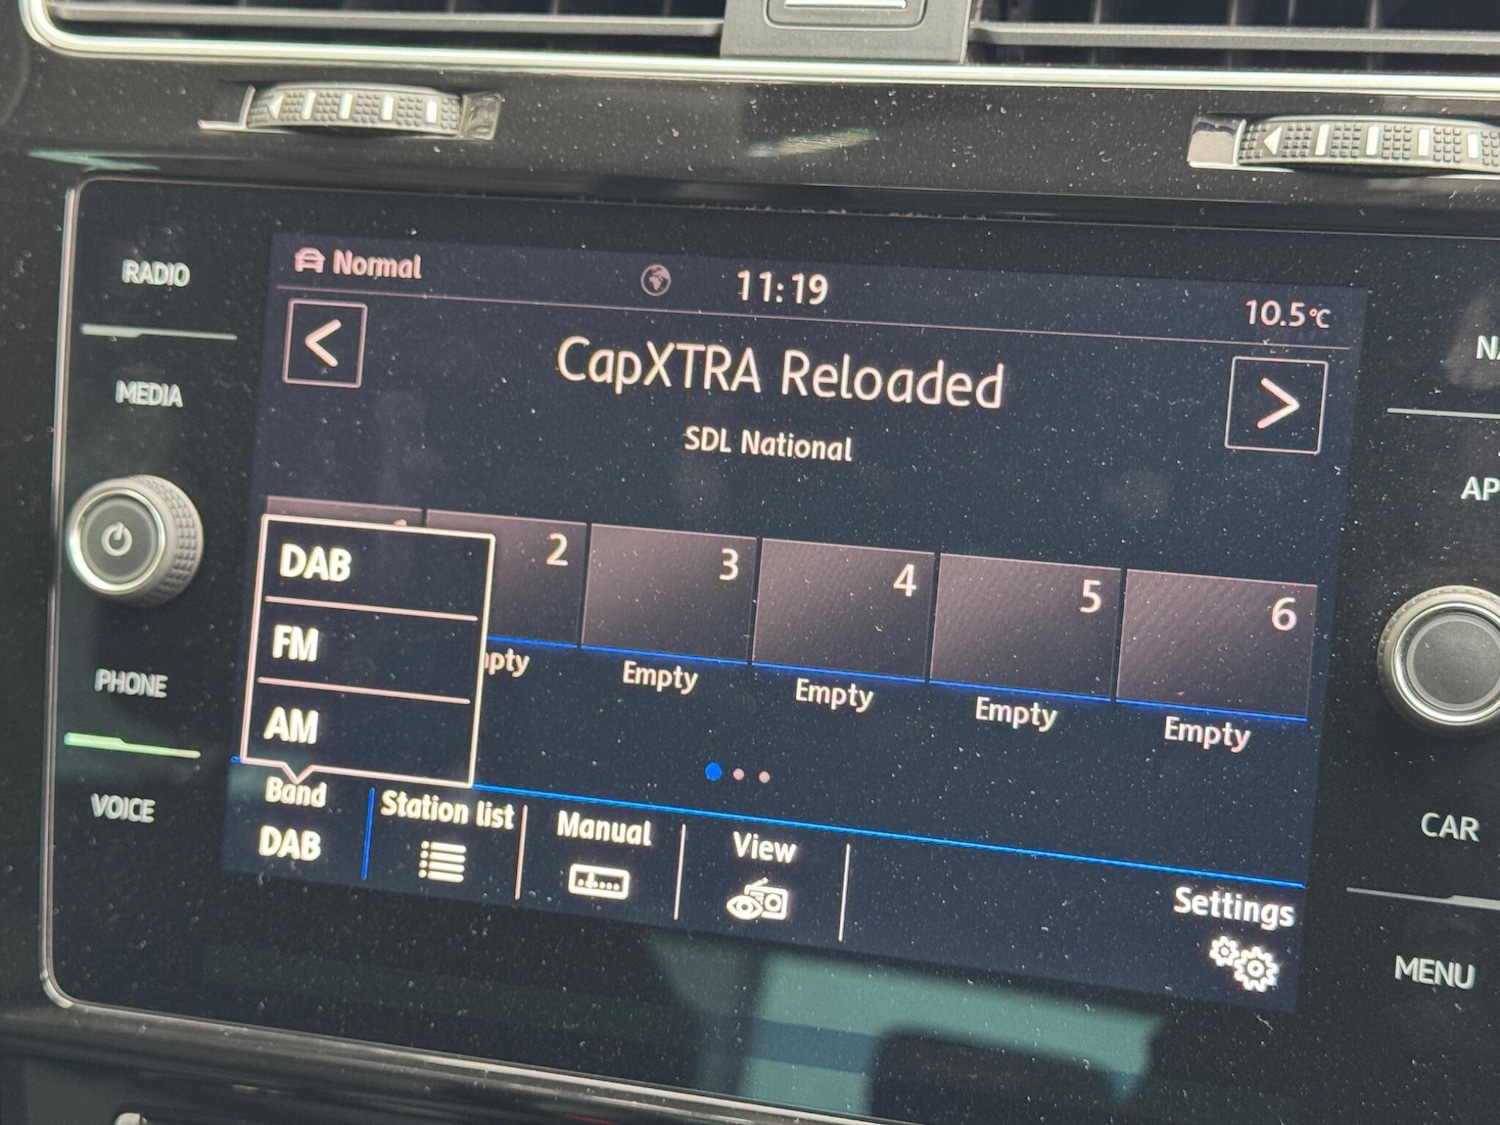 RADIO
MEDIA
PHONE
VOICE
Normal
11:19
10.5°C
CapXTRA Reloaded
SDL National
2
3
4
5
6
Empty
Empty
Empty
Empty
DAB
FM
AM
Band
DAB
Station list
Manual
View
Settings
CAR
MENU